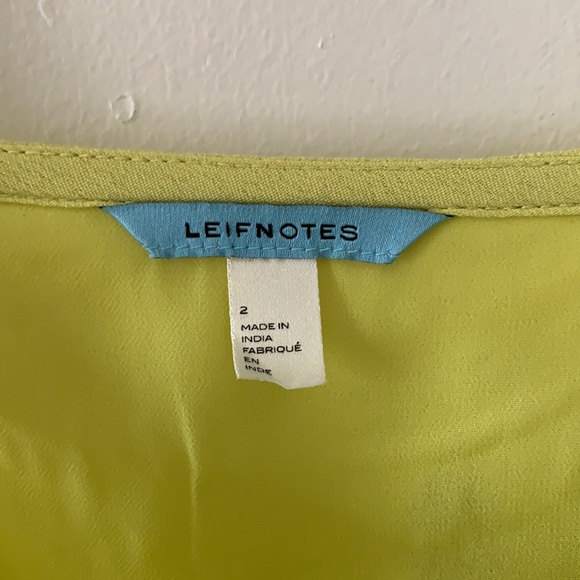 LEIFNOTES
2
MADE IN
INDIA
FABRIQUÉ
EN
INDE